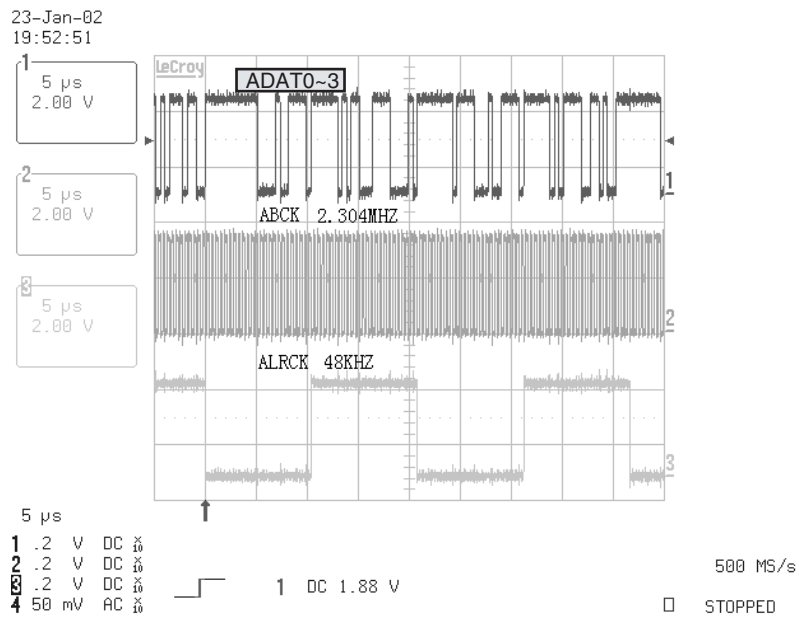 23-Jan-02
19:52:51
1
5 µs
2.00 V
2
5 µs
2.00 V
3
5 µs
2.00 V
LeCroy
ADAT0~3
1
ABCK 2.304MHZ
2
ALRCK 48KHZ
3
5 µs
1 .2 V DC X10
2 .2 V DC X10
3 .2 V DC X10
4 50 mV AC X10
1 DC 1.88 V
500 MS/s
STOPPED